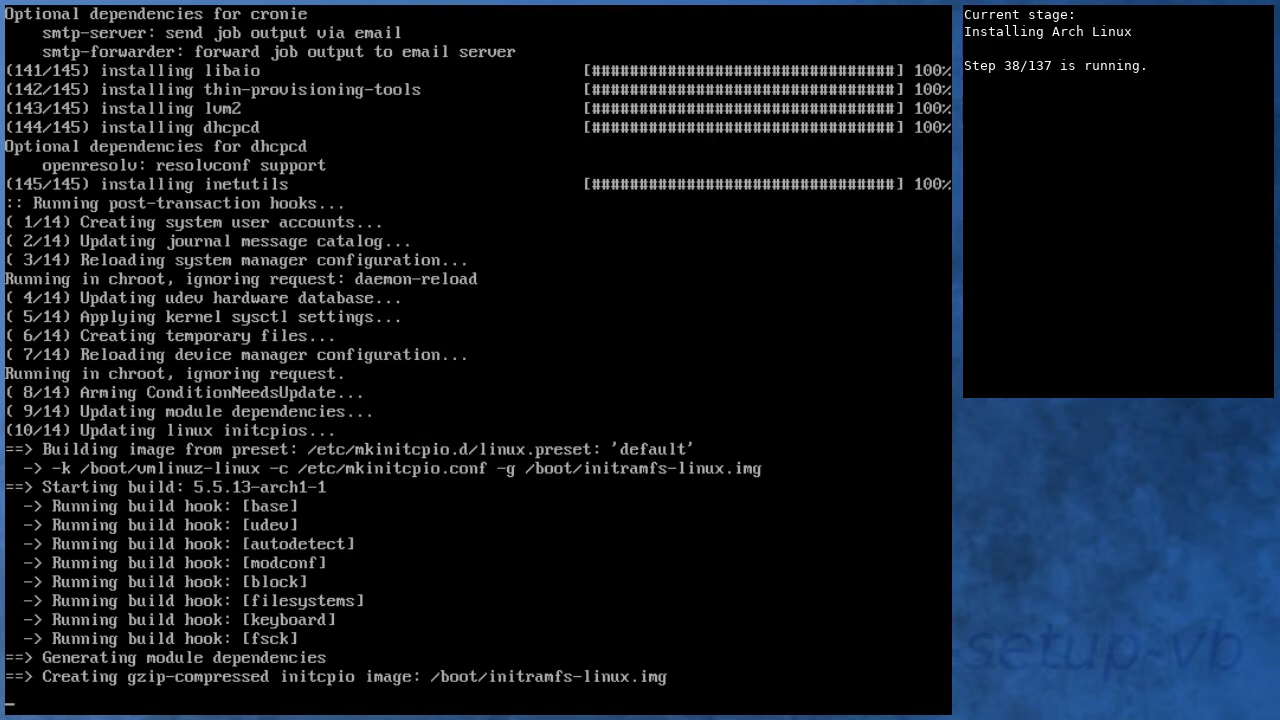 Optional dependencies for cronie
    smtp-server: send job output via email
    smtp-forwarder: forward job output to email server
(141/145) installing libaio [################################] 100%
(142/145) installing thin-provisioning-tools [################################] 100%
(143/145) installing lvm2 [################################] 100%
(144/145) installing dhcpcd [################################] 100%
Optional dependencies for dhcpcd
    openresolv: resolvconf support
(145/145) installing inetutils [################################] 100%
:: Running post-transaction hooks...
( 1/14) Creating system user accounts...
( 2/14) Updating journal message catalog...
( 3/14) Reloading system manager configuration...
Running in chroot, ignoring request: daemon-reload
( 4/14) Updating udev hardware database...
( 5/14) Applying kernel sysctl settings...
( 6/14) Creating temporary files...
( 7/14) Reloading device manager configuration...
Running in chroot, ignoring request.
( 8/14) Arming ConditionNeedsUpdate...
( 9/14) Updating module dependencies...
(10/14) Updating linux initcpios...
==> Building image from preset: /etc/mkinitcpio.d/linux.preset: 'default'
  -> -k /boot/vmlinuz-linux -c /etc/mkinitcpio.conf -g /boot/initramfs-linux.img
==> Starting build: 5.5.13-arch1-1
  -> Running build hook: [base]
  -> Running build hook: [udev]
  -> Running build hook: [autodetect]
  -> Running build hook: [modconf]
  -> Running build hook: [block]
  -> Running build hook: [filesystems]
  -> Running build hook: [keyboard]
  -> Running build hook: [fsck]
==> Generating module dependencies
==> Creating gzip-compressed initcpio image: /boot/initramfs-linux.img
Current stage:
Installing Arch Linux
Step 38/137 is running.
setup-vb